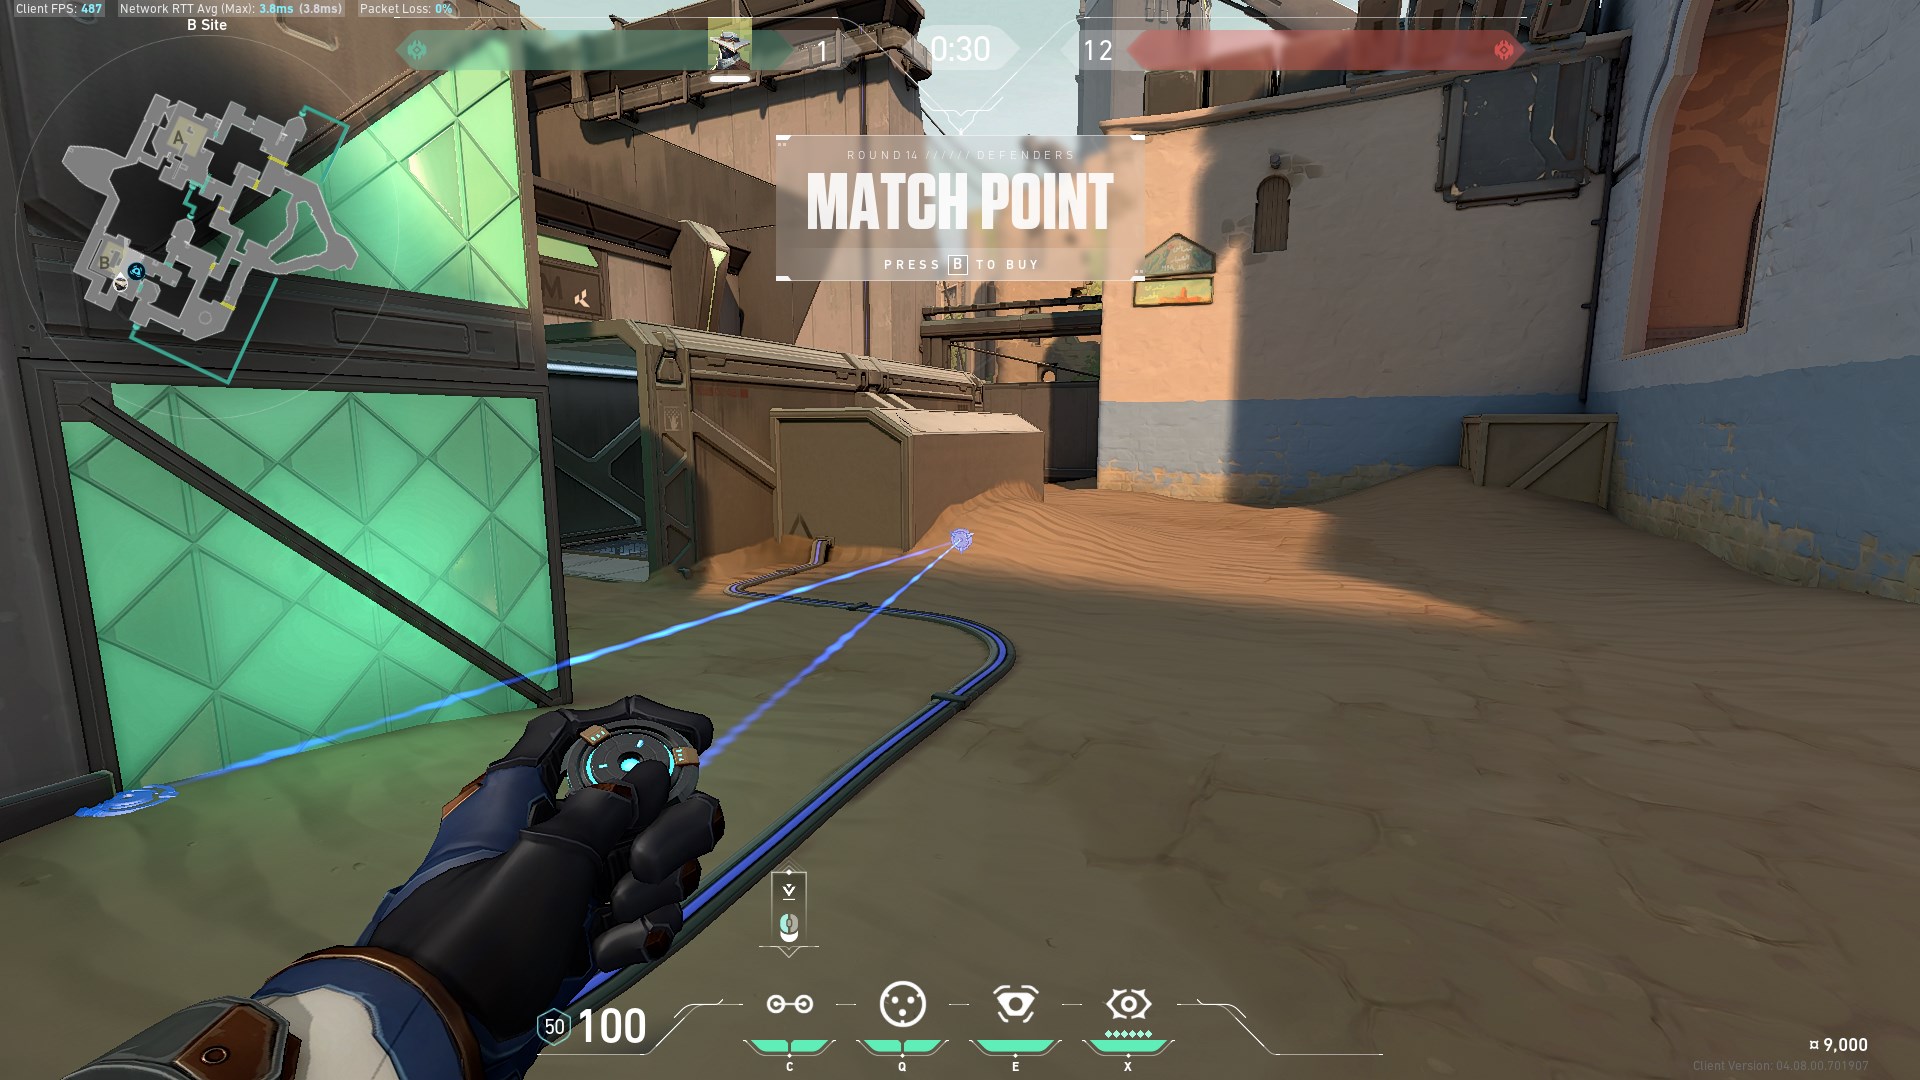 Client FPS: 487 Network RTT Avg (Max): 3.8ms (3.8ms) Packet Loss: 0%
B Site
1
0:30
12
ROUND 14 ////// DEFENDERS
MATCH POINT
PRESS B TO BUY
A
B
50
100
C
Q
E
X
¤ 9,000
Client Version: 04.08.00.701907